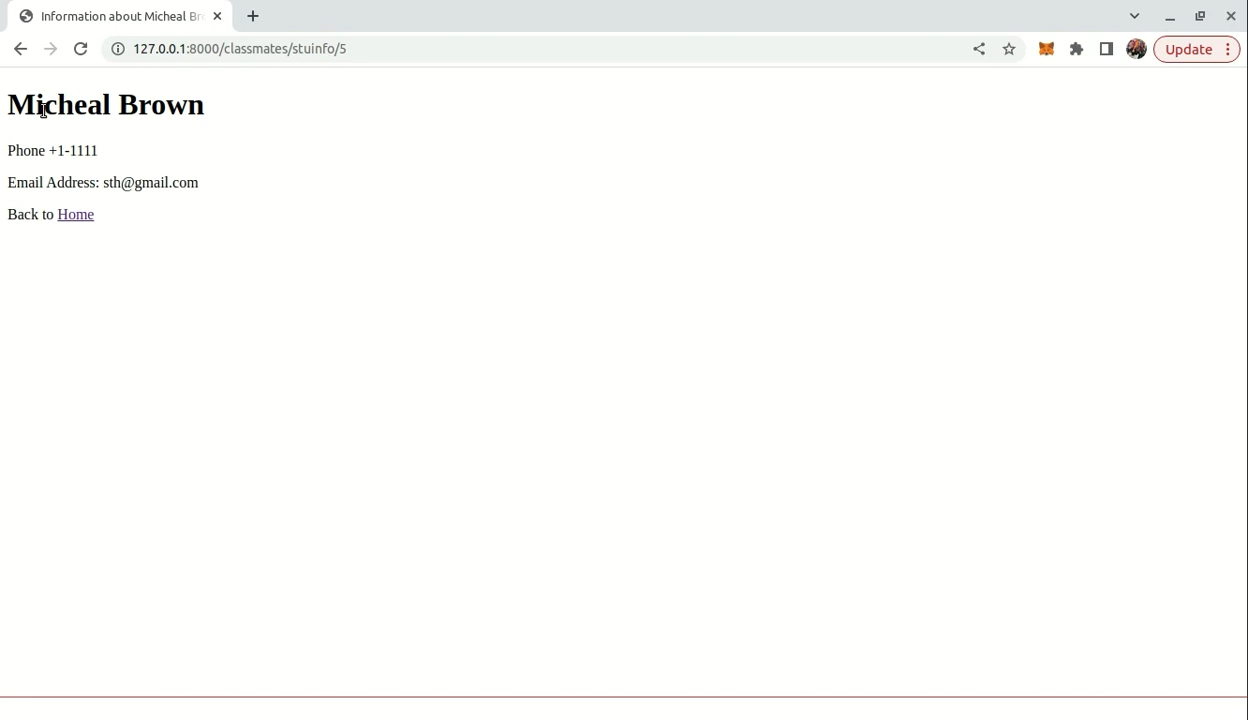 Information about Micheal Br
127.0.0.1:8000/classmates/stuinfo/5
Update
Micheal Brown
Phone +1-1111
Email Address: sth@gmail.com
Back to Home